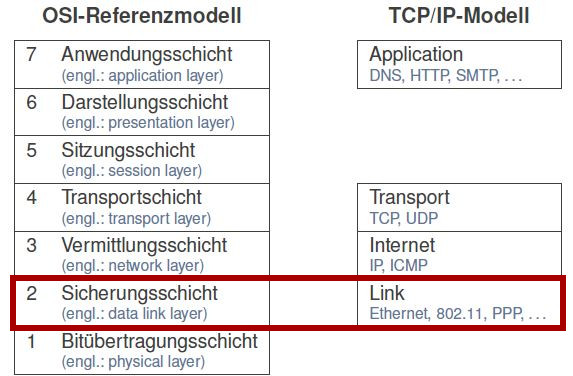 OSI-Referenzmodell
TCP/IP-Modell
7 Anwendungsschicht
(engl.: application layer)
Application
DNS, HTTP, SMTP, ...
6 Darstellungsschicht
(engl.: presentation layer)
5 Sitzungsschicht
(engl.: session layer)
4 Transportschicht
(engl.: transport layer)
Transport
TCP, UDP
3 Vermittlungsschicht
(engl.: network layer)
Internet
IP, ICMP
2 Sicherungsschicht
(engl.: data link layer)
Link
Ethernet, 802.11, PPP, ...
1 Bitübertragungsschicht
(engl.: physical layer)